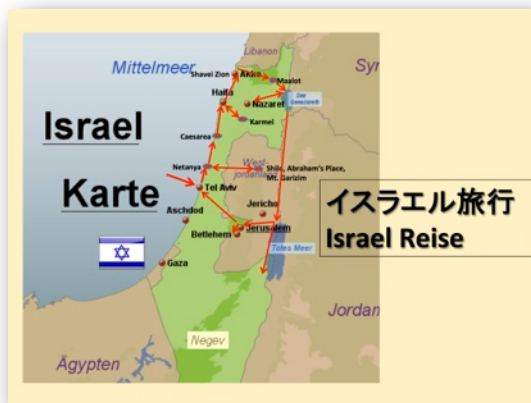 Libanon
Mittelmeer
Syr
Shavel Zion
Akko
Maalot
Haifa
See
Genezareth
Nazaret
Israel
Karmel
Caesarea
Netanya
West-
jordanland
Shilo, Abraham's Place,
Mt. Garizim
Karte
Tel Aviv
イスラエル旅行
Jericho
Aschdod
Jerusalem
Israel Reise
Betlehem
Totes Meer
Gaza
Jordan
Negev
Ägypten